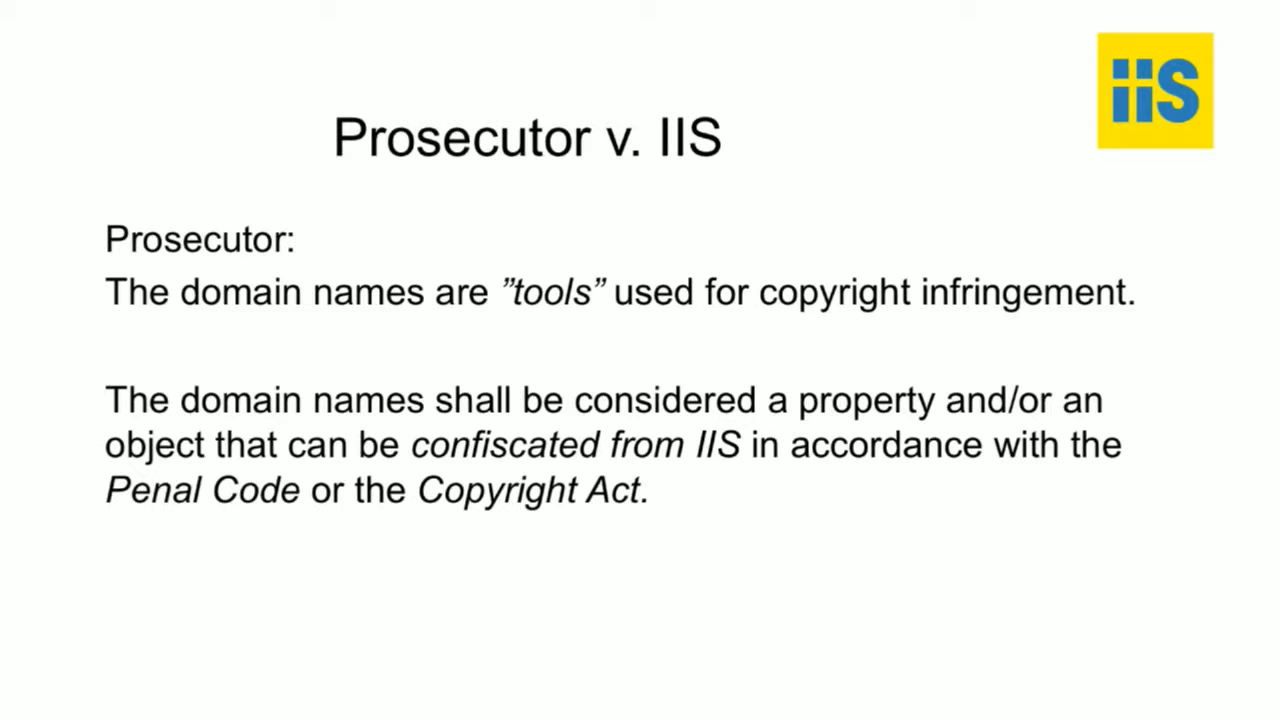 iis
Prosecutor v. IIS
Prosecutor:
The domain names are ”tools” used for copyright infringement.
The domain names shall be considered a property and/or an
object that can be confiscated from IIS in accordance with the
Penal Code or the Copyright Act.